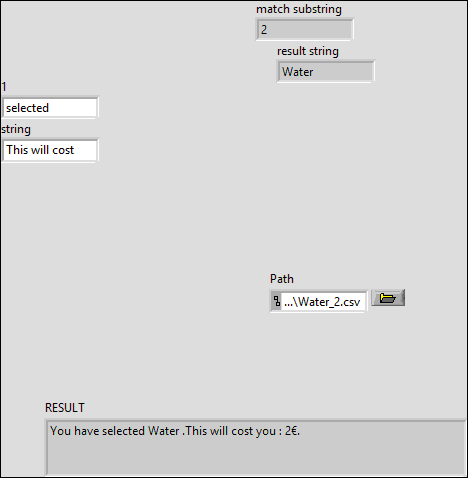 match substring
2
result string
Water
1
selected
string
This will cost
Path
...\Water_2.csv
RESULT
You have selected Water .This will cost you : 2€.